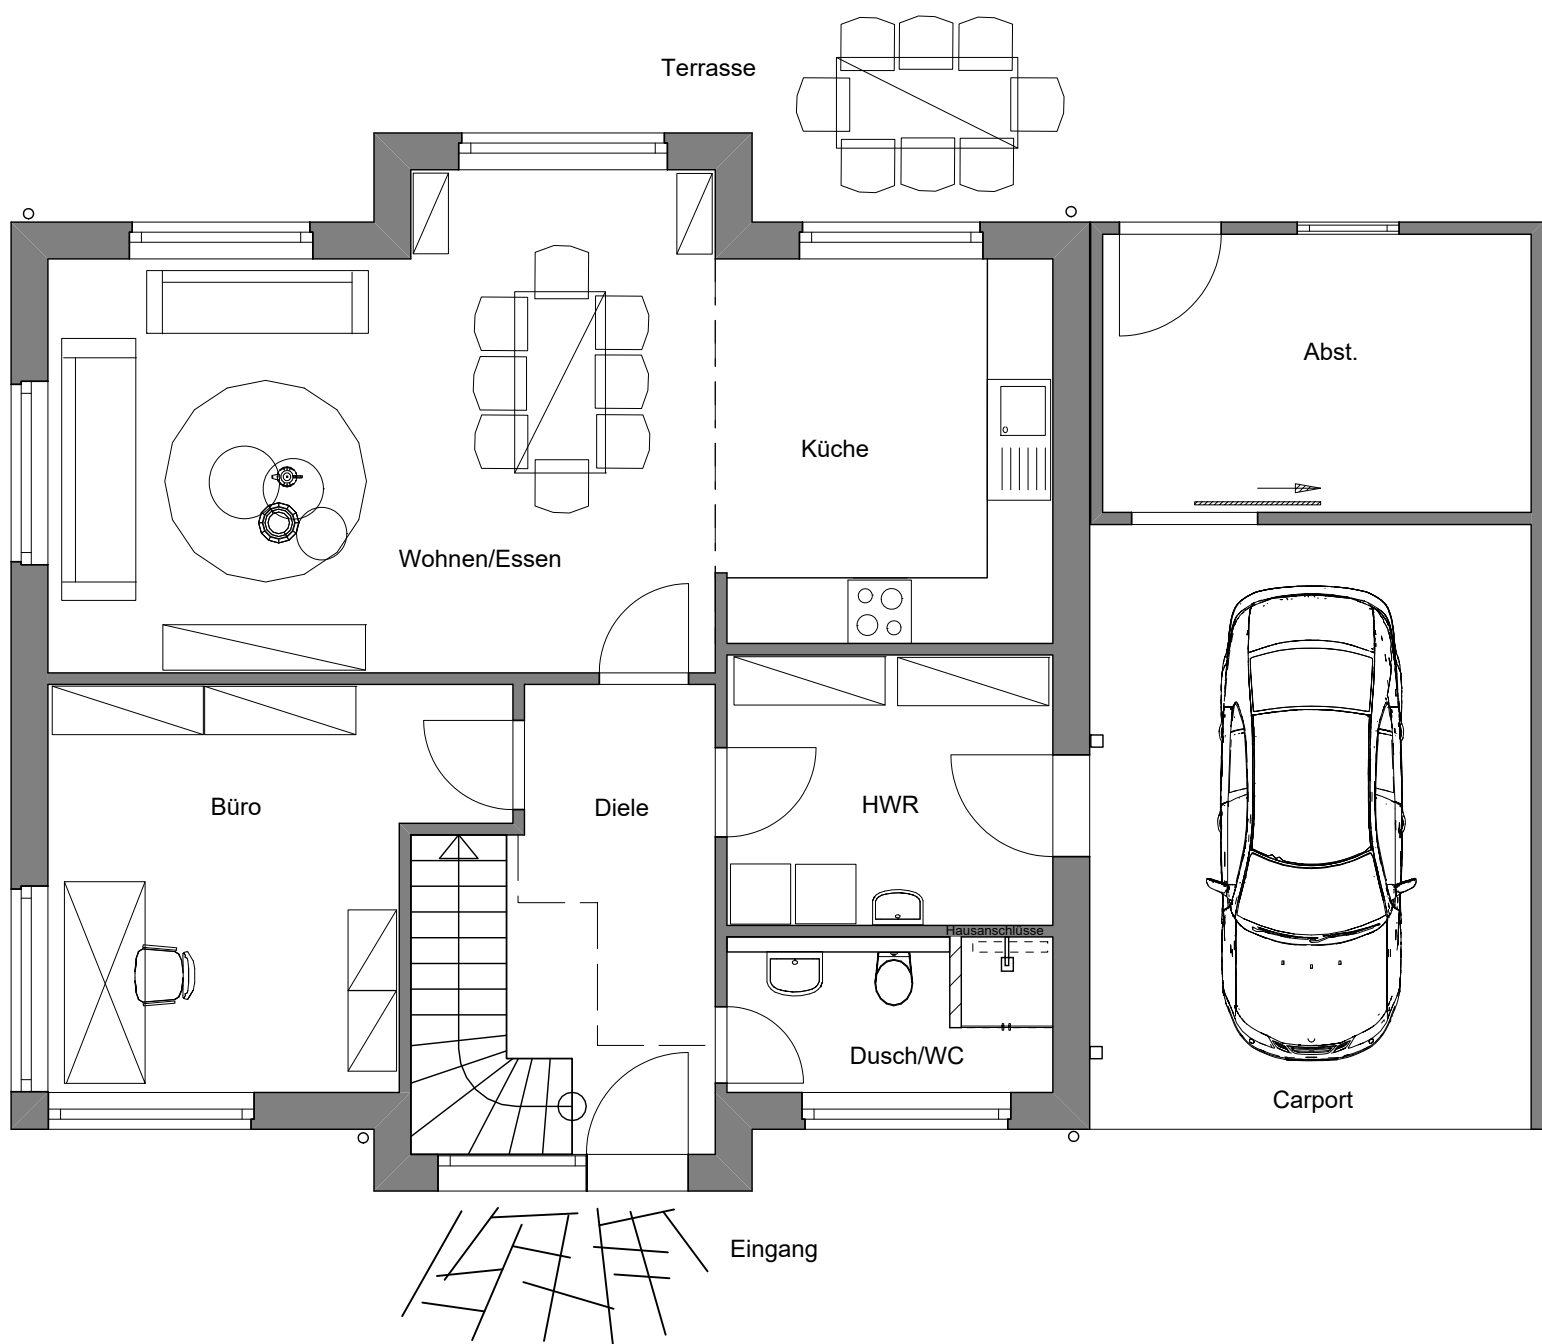 Terrasse
Abst.
Küche
Wohnen/Essen
Büro
Diele
HWR
Hausanschlüsse
Dusch/WC
Carport
Eingang